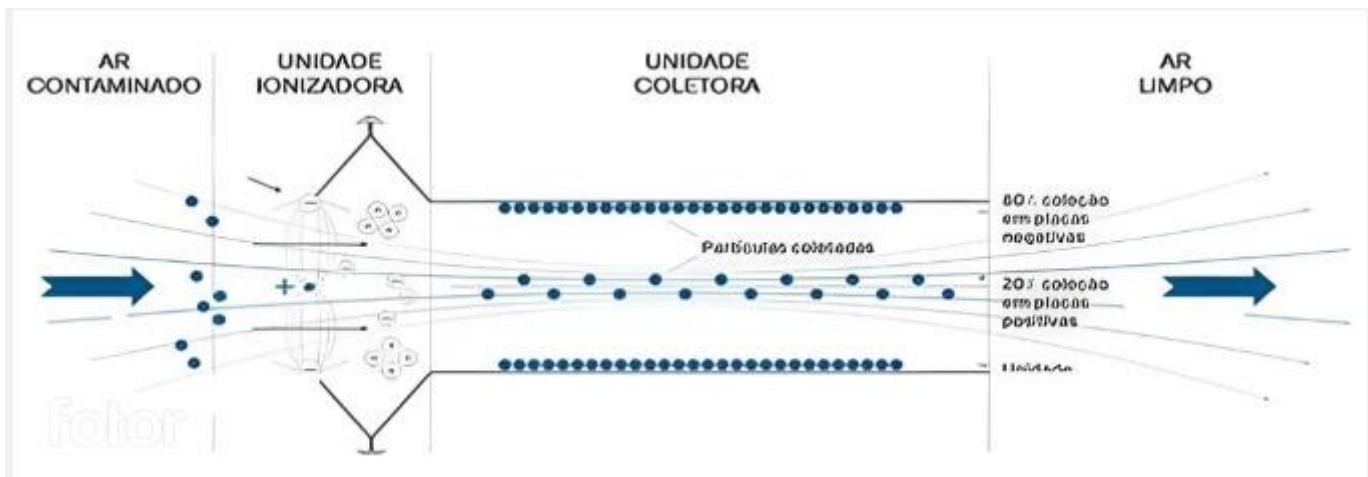 AR
CONTAMINADO
UNIDADE
IONIZADORA
UNIDADE
COLETORA
AR
LIMPO
80% coleção
em placas
negativas
Partículas coletadas
+
20% coleção
em placas
positivas
fotor